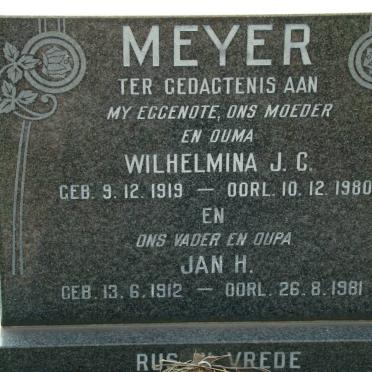 MEYER
TER GEDAGTENIS AAN
MY EGGENOTE, ONS MOEDER
EN OUMA
WILHELMINA J. C.
GEB. 9. 12. 1919 — OORL. 10. 12. 1980
EN
ONS VADER EN OUPA
JAN H.
GEB. 13. 6. 1912 — OORL. 26. 8. 1981
RUS VREDE